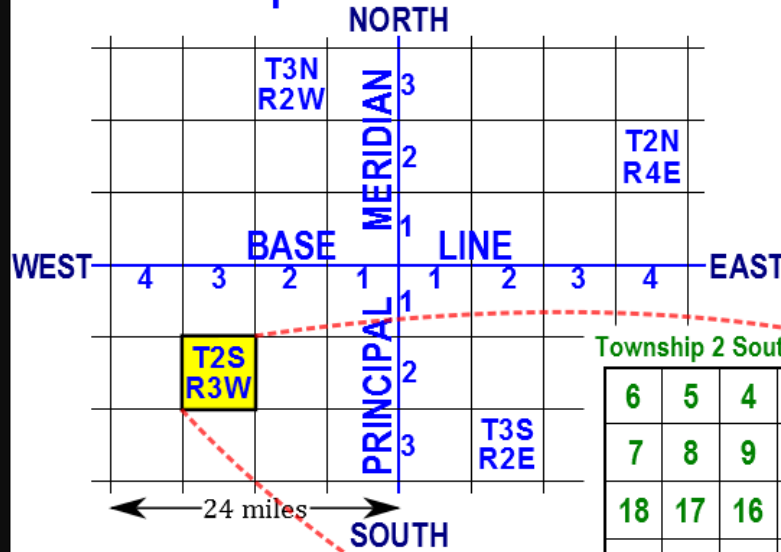 NORTH
T3N
R2W
MERIDIAN
3
T2N
R4E
2
1
BASE LINE
WEST
EAST
4 3 2 1 1 2 3 4
1
T2S
R3W
PRINCIPAL
2
T3S
R2E
3
24 miles
SOUTH
Township 2 Sout
6 5 4
7 8 9
18 17 16